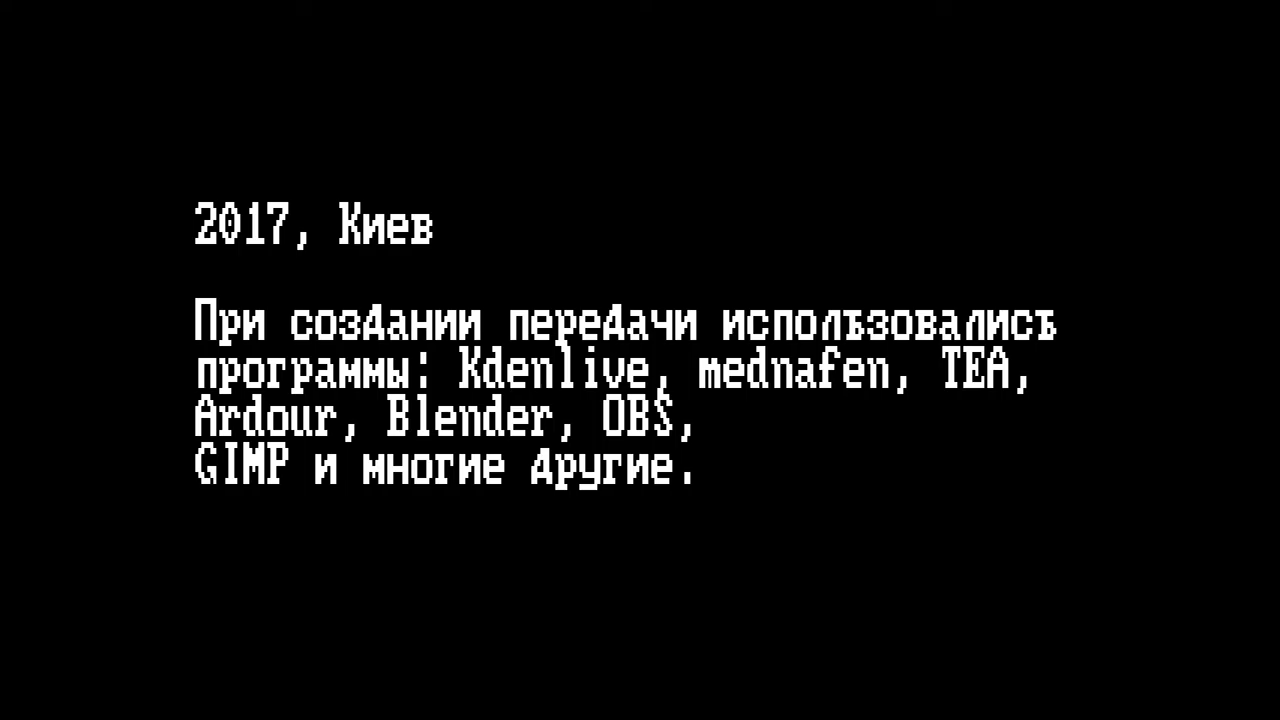 2017, Киев
При создании передачи использовались
программы: Kdenlive, mednafen, TEA,
Ardour, Blender, OBS,
GIMP и многие другие.